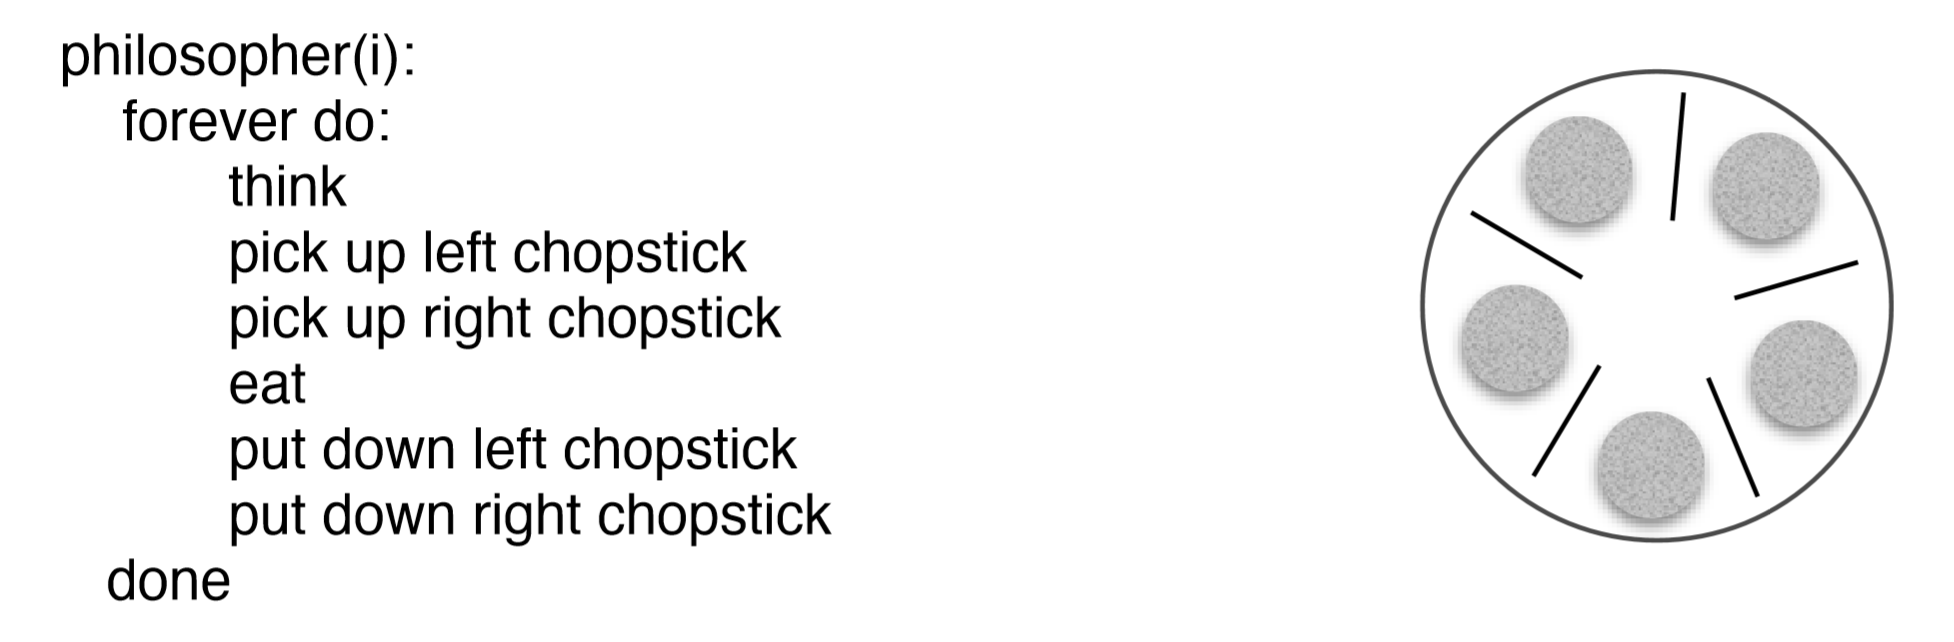 philosopher(i):
forever do:
think
pick up left chopstick
pick up right chopstick
eat
put down left chopstick
put down right chopstick
done